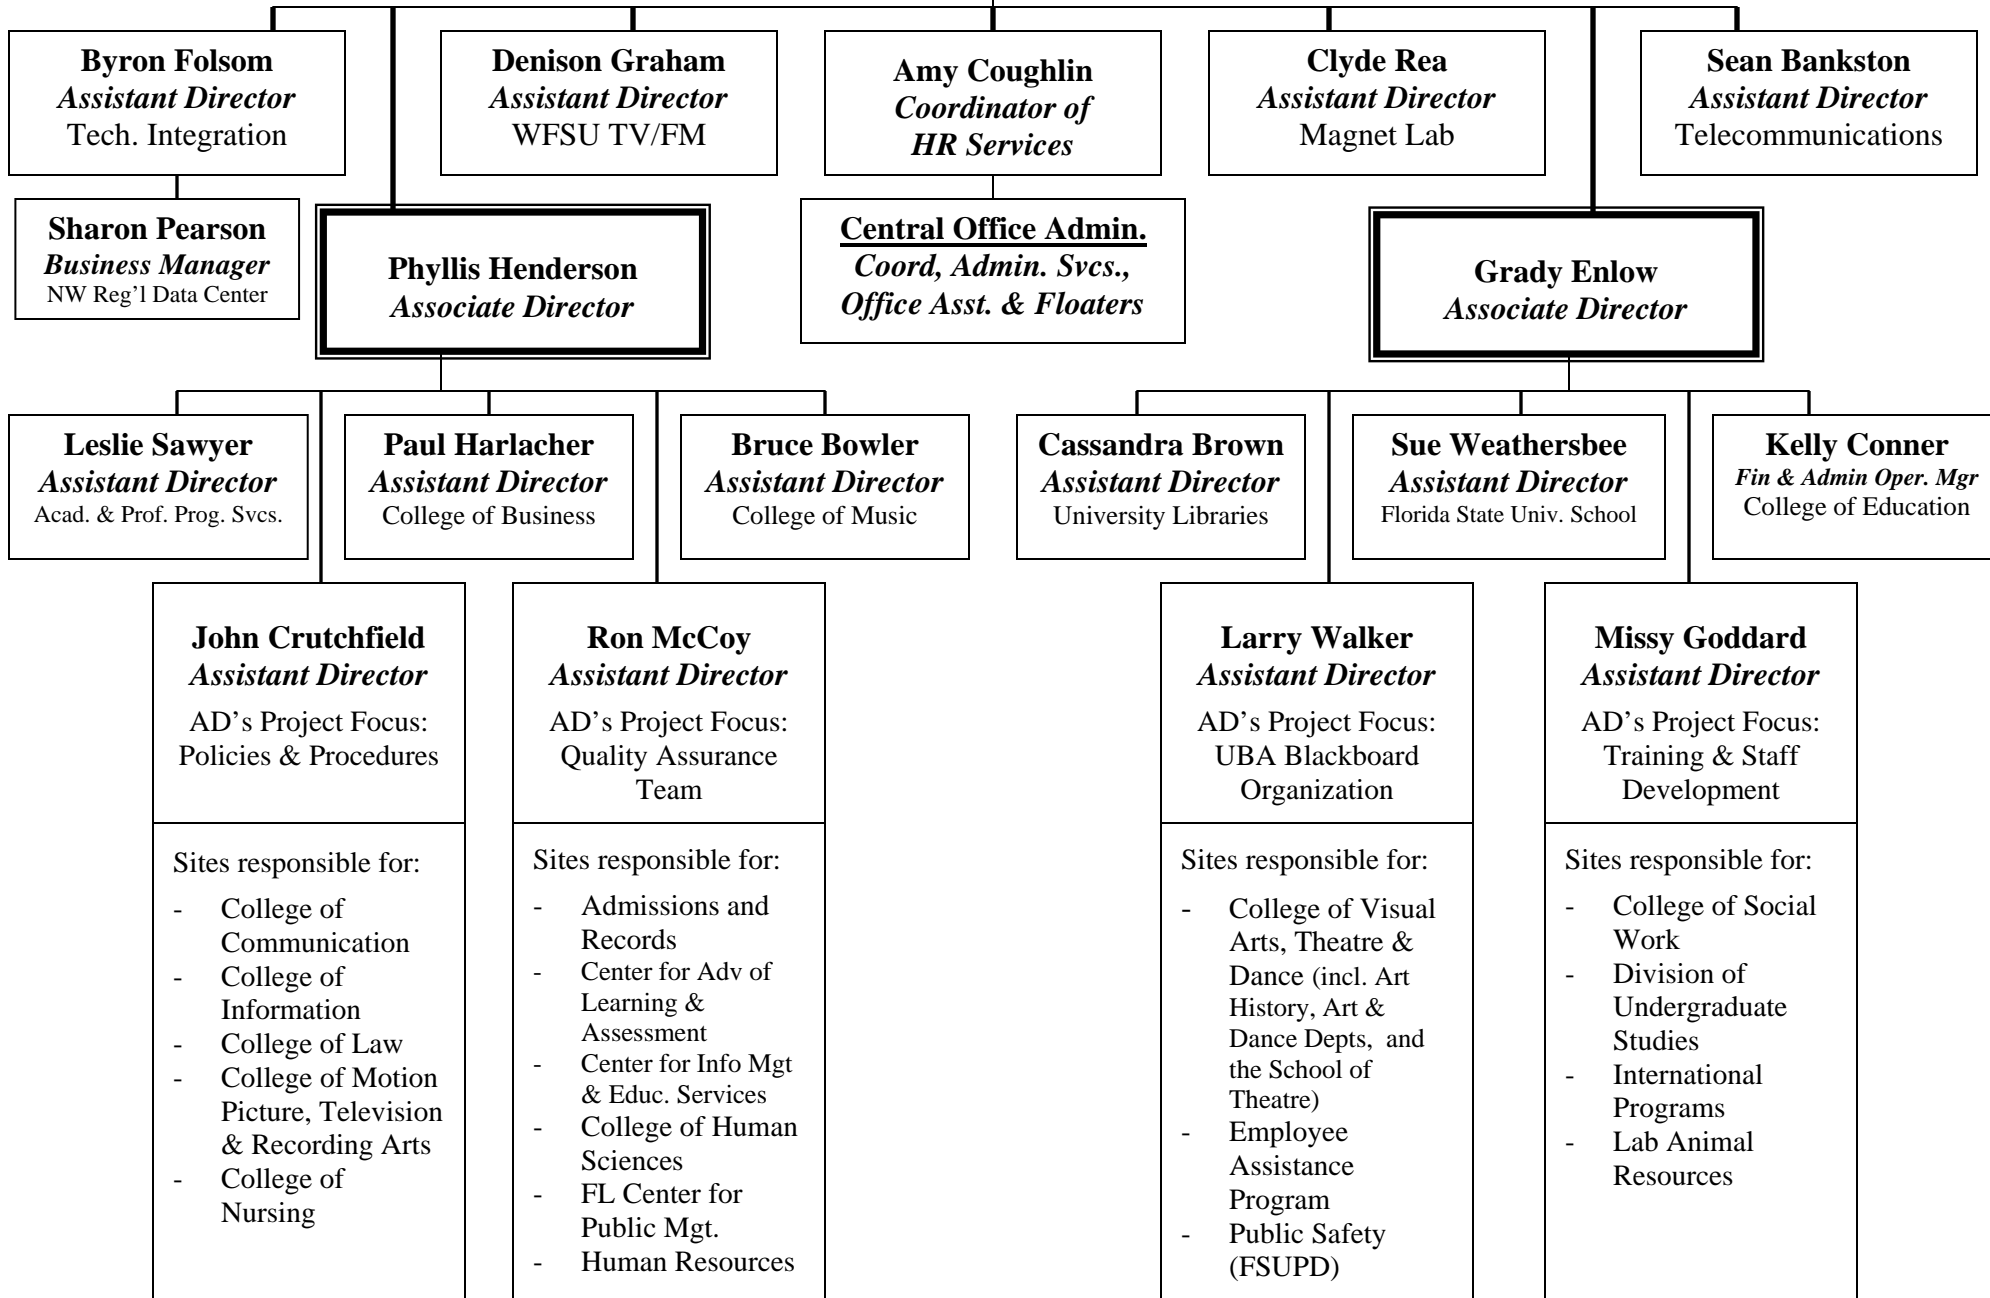 Byron Folsom
Assistant Director
Tech. Integration
Denison Graham
Assistant Director
WFSU TV/FM
Amy Coughlin
Coordinator of
HR Services
Clyde Rea
Assistant Director
Magnet Lab
Sean Bankston
Assistant Director
Telecommunications
Sharon Pearson
Business Manager
NW Reg’l Data Center
Phyllis Henderson
Associate Director
Central Office Admin.
Coord, Admin. Svcs.,
Office Asst. & Floaters
Grady Enlow
Associate Director
Leslie Sawyer
Assistant Director
Acad. & Prof. Prog. Svcs.
Paul Harlacher
Assistant Director
College of Business
Bruce Bowler
Assistant Director
College of Music
Cassandra Brown
Assistant Director
University Libraries
Sue Weathersbee
Assistant Director
Florida State Univ. School
Kelly Conner
Fin & Admin Oper. Mgr
College of Education
John Crutchfield
Assistant Director
AD’s Project Focus:
Policies & Procedures
Sites responsible for:
- College of
Communication
- College of
Information
- College of Law
- College of Motion
Picture, Television
& Recording Arts
- College of
Nursing
Ron McCoy
Assistant Director
AD’s Project Focus:
Quality Assurance
Team
Sites responsible for:
- Admissions and
Records
- Center for Adv of
Learning &
Assessment
- Center for Info Mgt
& Educ. Services
- College of Human
Sciences
- FL Center for
Public Mgt.
- Human Resources
Larry Walker
Assistant Director
AD’s Project Focus:
UBA Blackboard
Organization
Sites responsible for:
- College of Visual
Arts, Theatre &
Dance (incl. Art
History, Art &
Dance Depts, and
the School of
Theatre)
- Employee
Assistance
Program
- Public Safety
(FSUPD)
Missy Goddard
Assistant Director
AD’s Project Focus:
Training & Staff
Development
Sites responsible for:
- College of Social
Work
- Division of
Undergraduate
Studies
- International
Programs
- Lab Animal
Resources